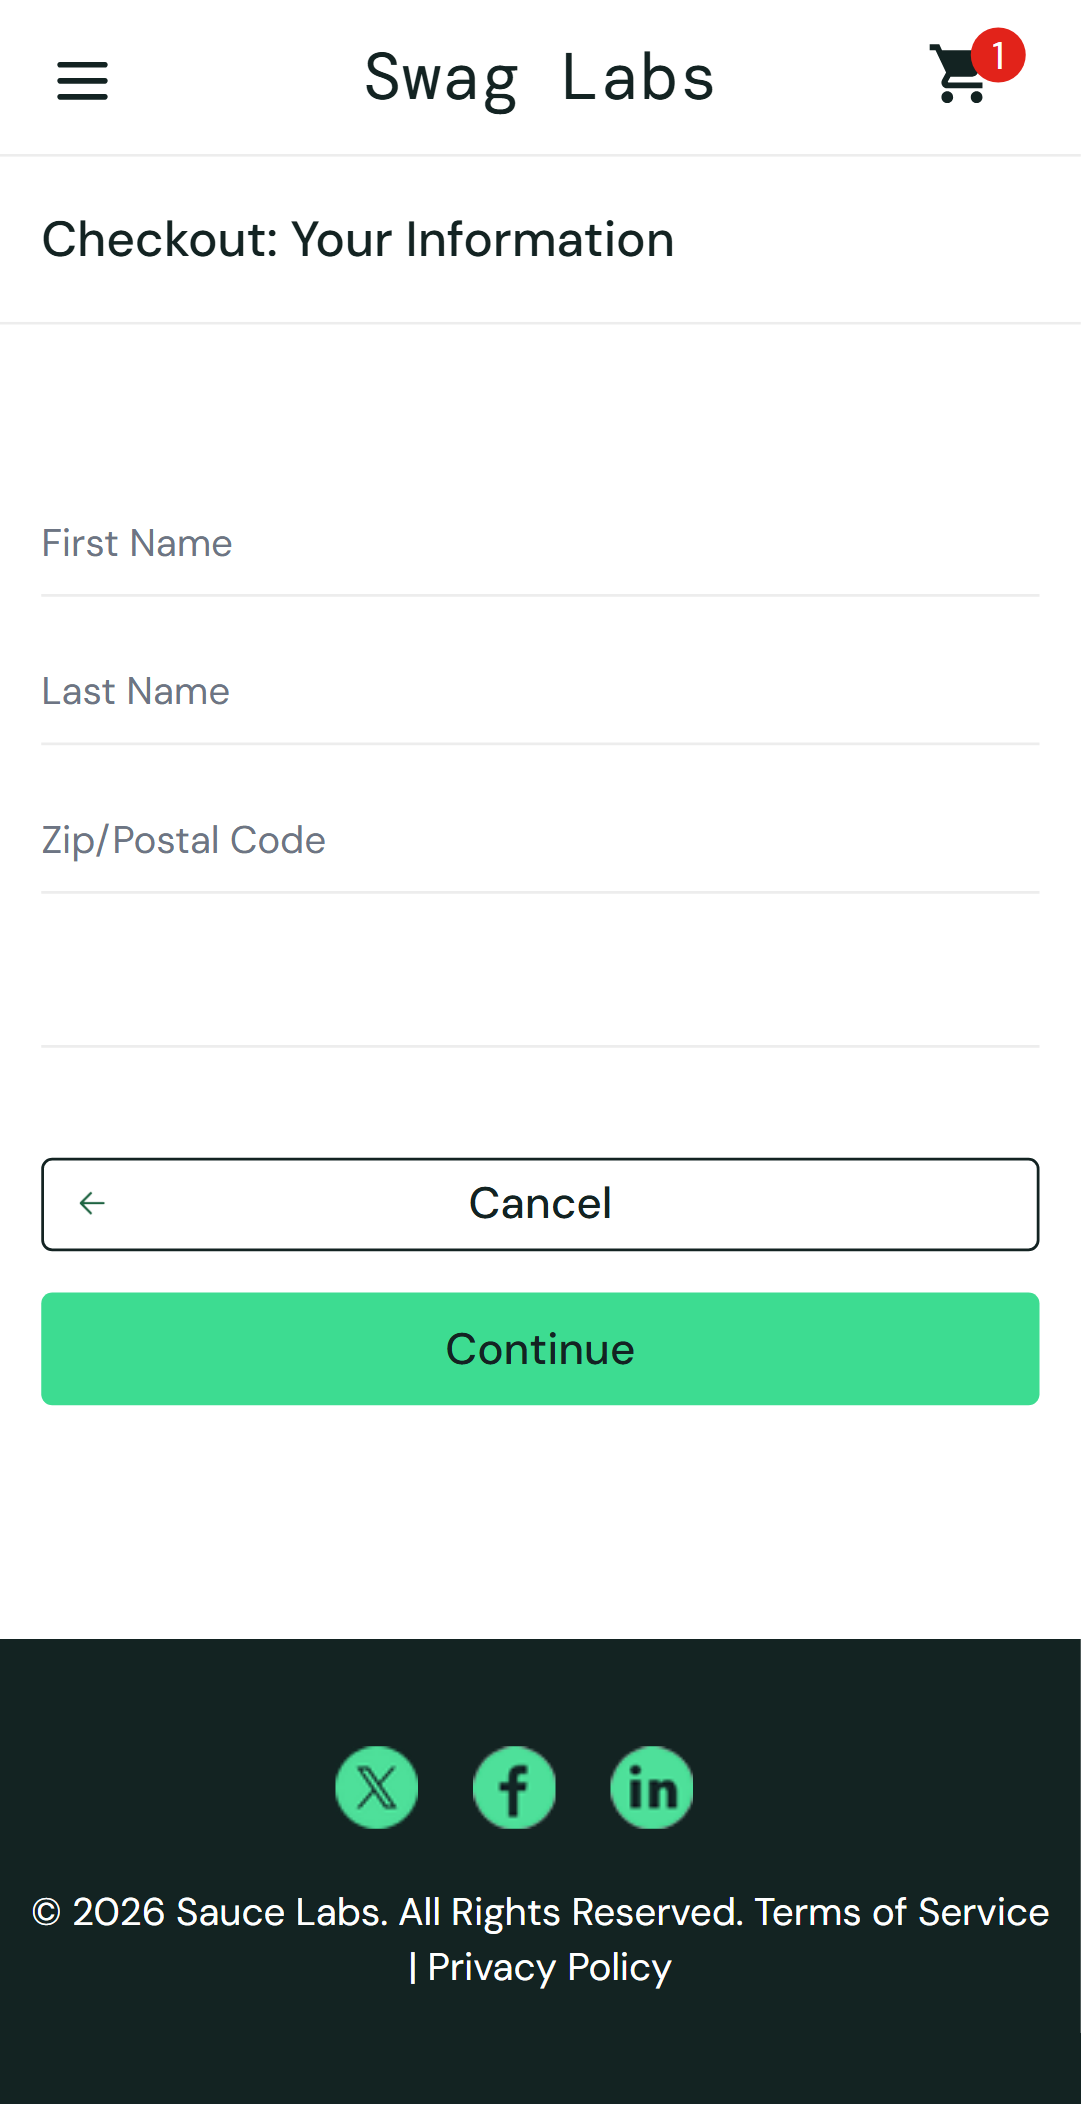 Swag Labs
1
Checkout: Your Information
First Name
Last Name
Zip/Postal Code
Cancel
Continue
© 2026 Sauce Labs. All Rights Reserved. Terms of Service
| Privacy Policy